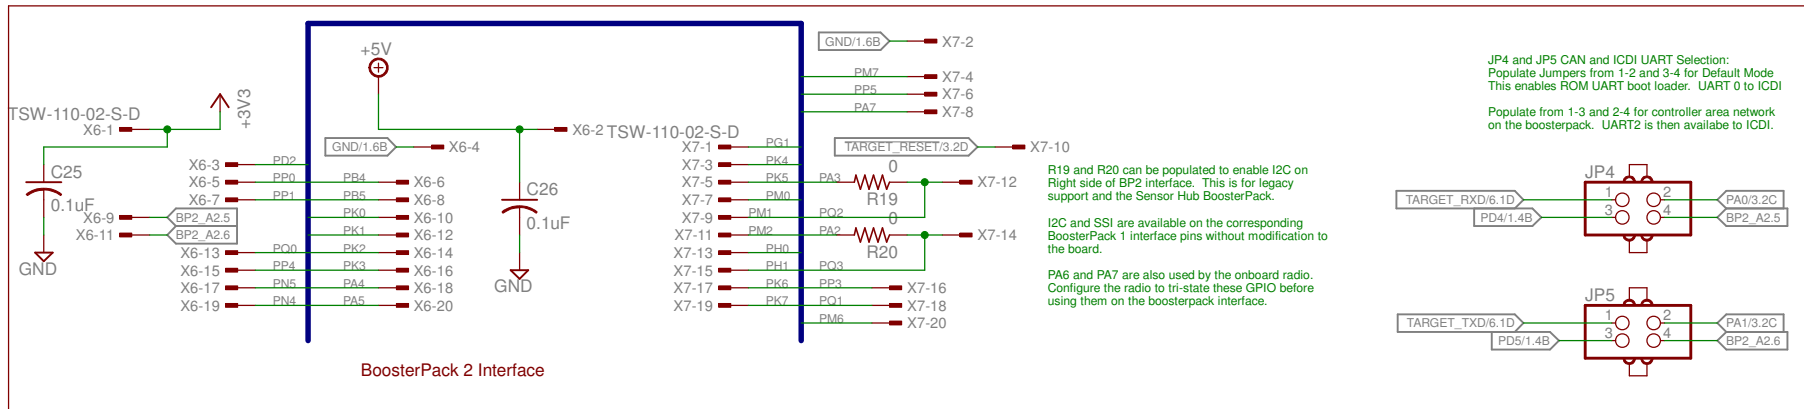 +5V
TSW-110-02-S-D
X6-1
+3V3
C25
0.1uF
GND
X6-3
PD2
X6-5
PP0
PB4
X6-6
X6-7
PP1
PB5
X6-8
X6-9
BP2_A2.5
PK0
X6-10
X6-11
BP2_A2.6
PK1
X6-12
X6-13
PQ0
PK2
X6-14
X6-15
PP4
PK3
X6-16
X6-17
PN5
PA4
X6-18
X6-19
PN4
PA5
X6-20
GND/1.6B
X6-4
X6-2
C26
0.1uF
GND
TSW-110-02-S-D
X7-1
PG1
X7-3
PK4
X7-5
PK5
PA3
X7-7
PM0
X7-9
PM1
PQ2
X7-11
PM2
PA2
X7-13
PH0
X7-15
PH1
PQ3
X7-17
PK6
PP3
X7-16
X7-19
PK7
PQ1
X7-18
PM6
X7-20
GND/1.6B
X7-2
PM7
X7-4
PP5
X7-6
PA7
X7-8
TARGET_RESET/3.2D
X7-10
0
R19
X7-12
0
R20
X7-14
BoosterPack 2 Interface
R19 and R20 can be populated to enable I2C on
Right side of BP2 interface.  This is for legacy
support and the Sensor Hub BoosterPack.
I2C and SSI are available on the corresponding
BoosterPack 1 interface pins without modification to
the board.
PA6 and PA7 are also used by the onboard radio.
Configure the radio to tri-state these GPIO before
using them on the boosterpack interface.
JP4 and JP5 CAN and ICDI UART Selection:
Populate Jumpers from 1-2 and 3-4 for Default Mode
This enables ROM UART boot loader.  UART 0 to ICDI
Populate from 1-3 and 2-4 for controller area network
on the boosterpack.  UART2 is then availabe to ICDI.
JP4
TARGET_RXD/6.1D
1
2
PA0/3.2C
PD4/1.4B
3
4
BP2_A2.5
JP5
TARGET_TXD/6.1D
1
2
PA1/3.2C
PD5/1.4B
3
4
BP2_A2.6